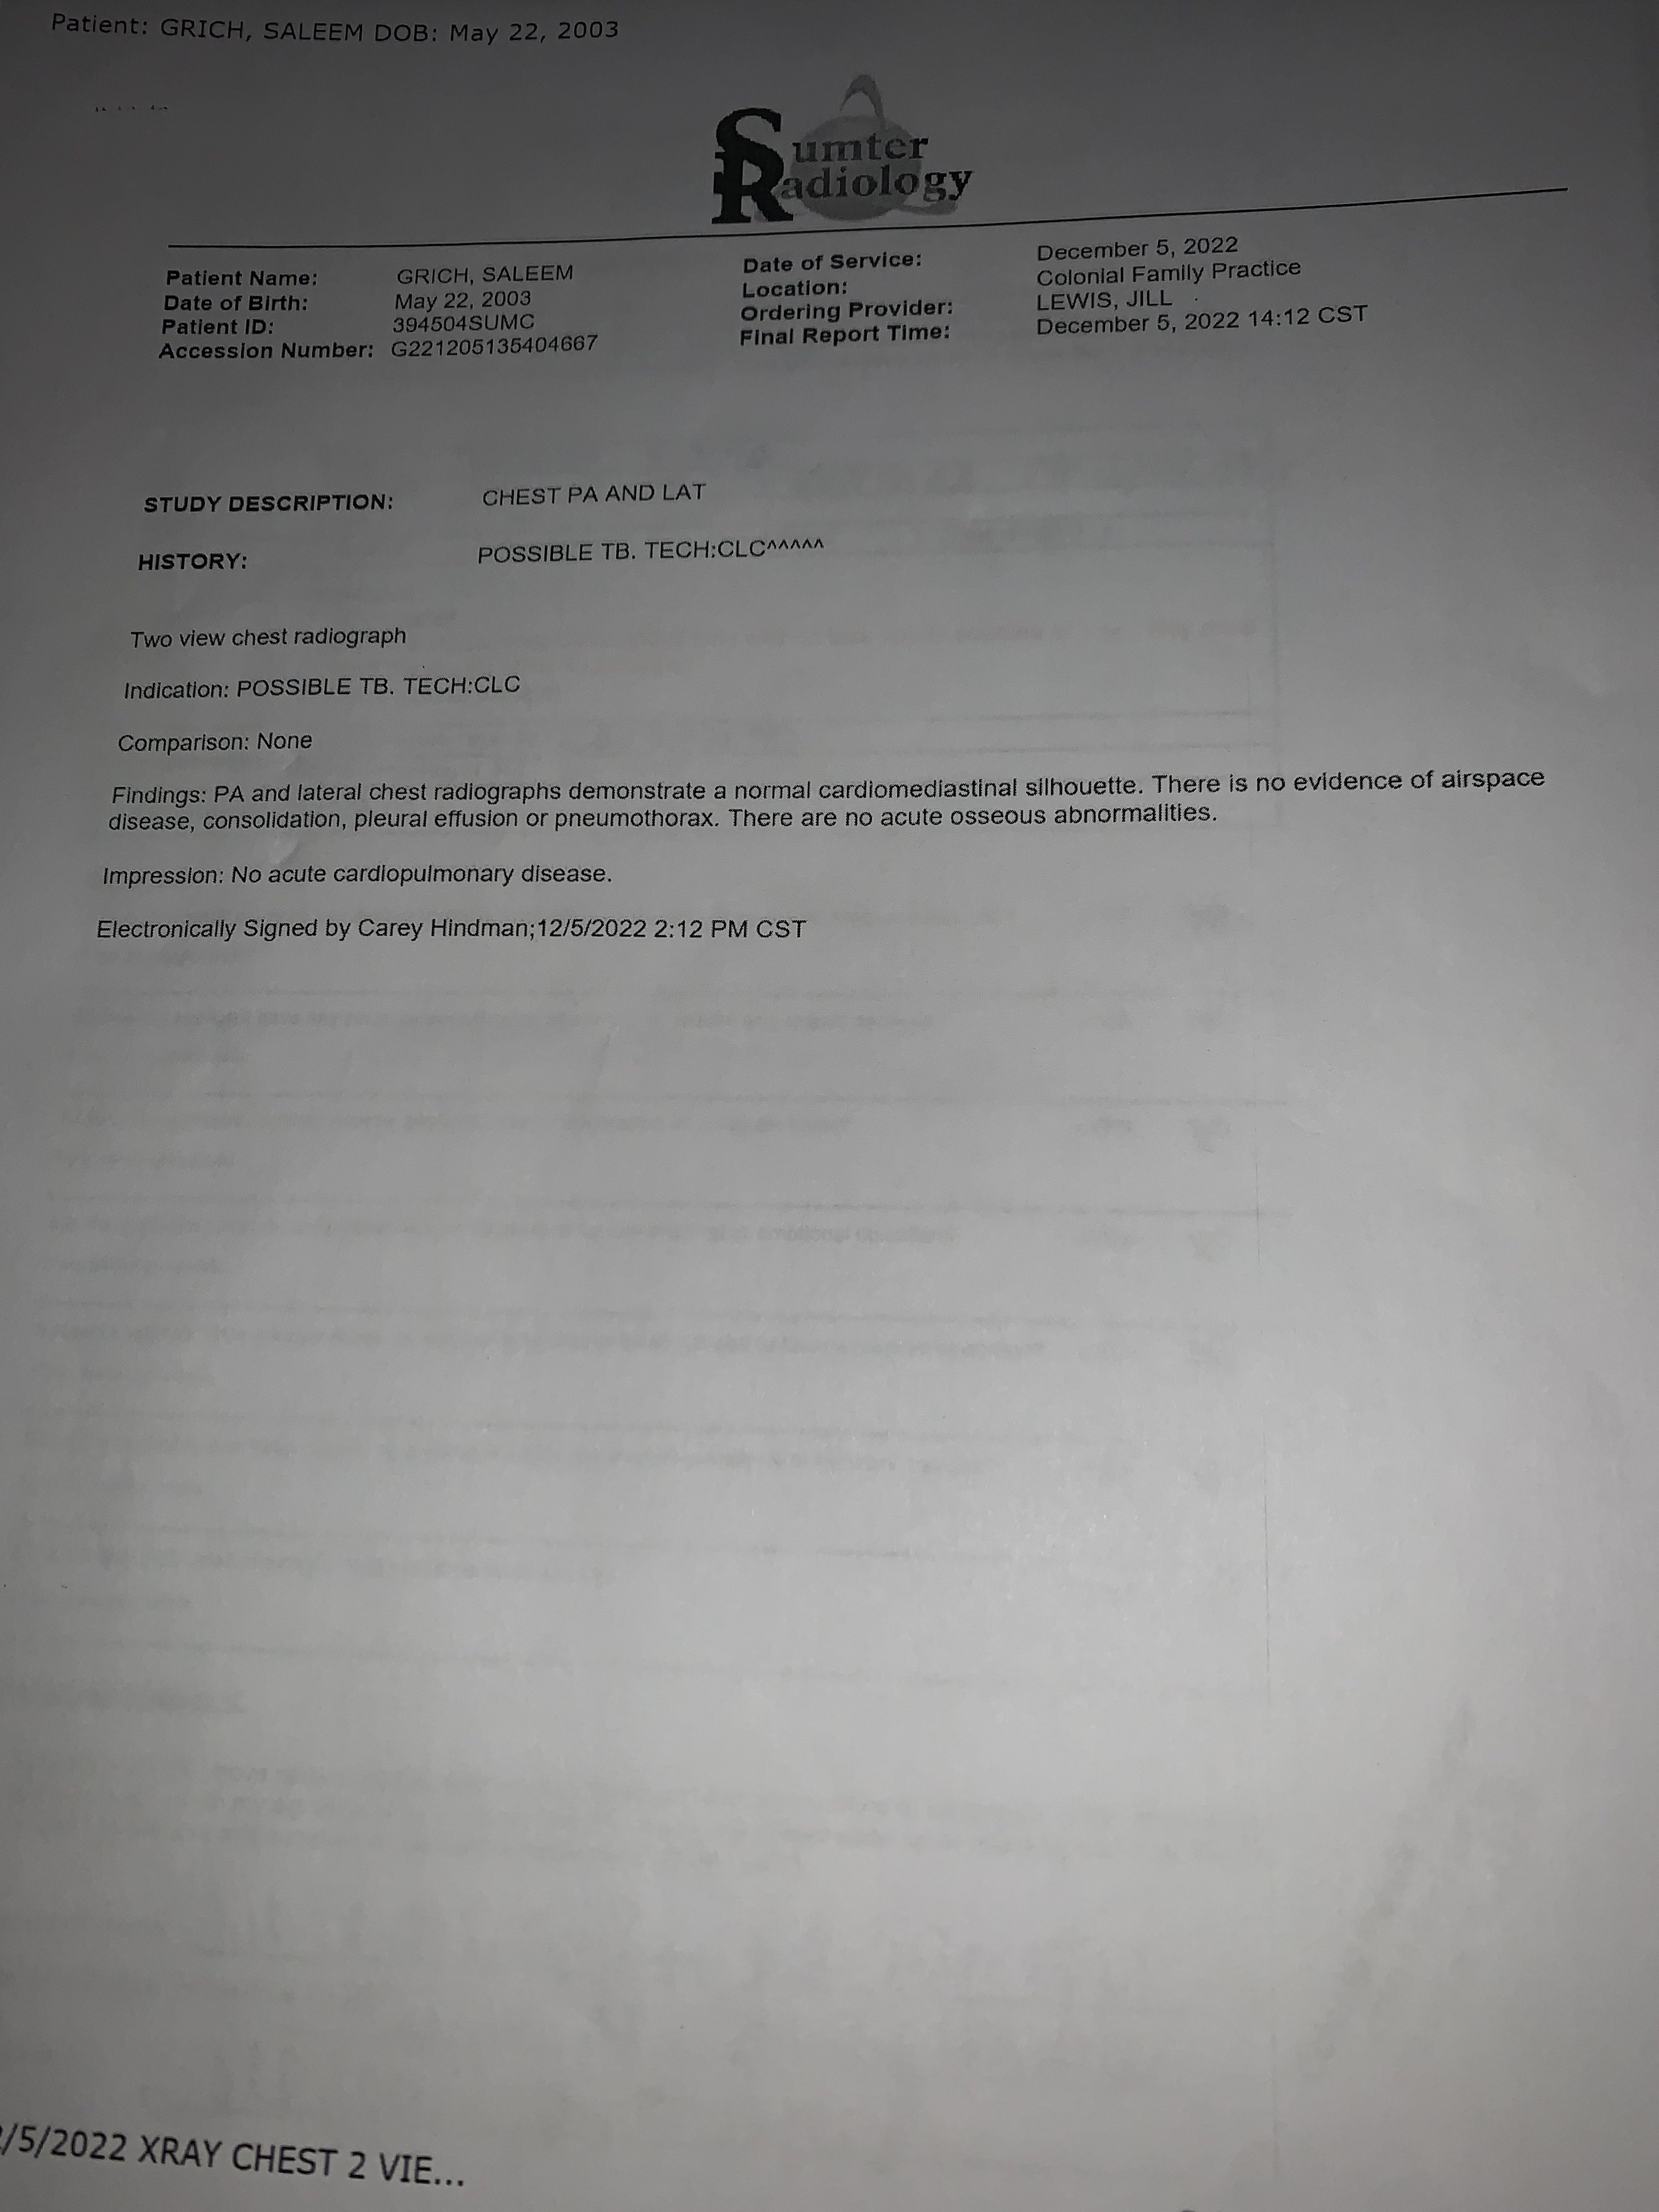 Patient: GRICH, SALEEM DOB: May 22, 2003
Sumter
Radiology
Patient Name: GRICH, SALEEM
Date of Birth: May 22, 2003
Patient ID: 394504SUMC
Accession Number: G221205135404667
Date of Service: December 5, 2022
Location: Colonial Family Practice
Ordering Provider: LEWIS, JILL
Final Report Time: December 5, 2022 14:12 CST
STUDY DESCRIPTION: CHEST PA AND LAT
HISTORY: POSSIBLE TB. TECH:CLC^^^^^
Two view chest radiograph
Indication: POSSIBLE TB. TECH:CLC
Comparison: None
Findings: PA and lateral chest radiographs demonstrate a normal cardiomediastinal silhouette. There is no evidence of airspace
disease, consolidation, pleural effusion or pneumothorax. There are no acute osseous abnormalities.
Impression: No acute cardiopulmonary disease.
Electronically Signed by Carey Hindman;12/5/2022 2:12 PM CST
/5/2022 XRAY CHEST 2 VIE...